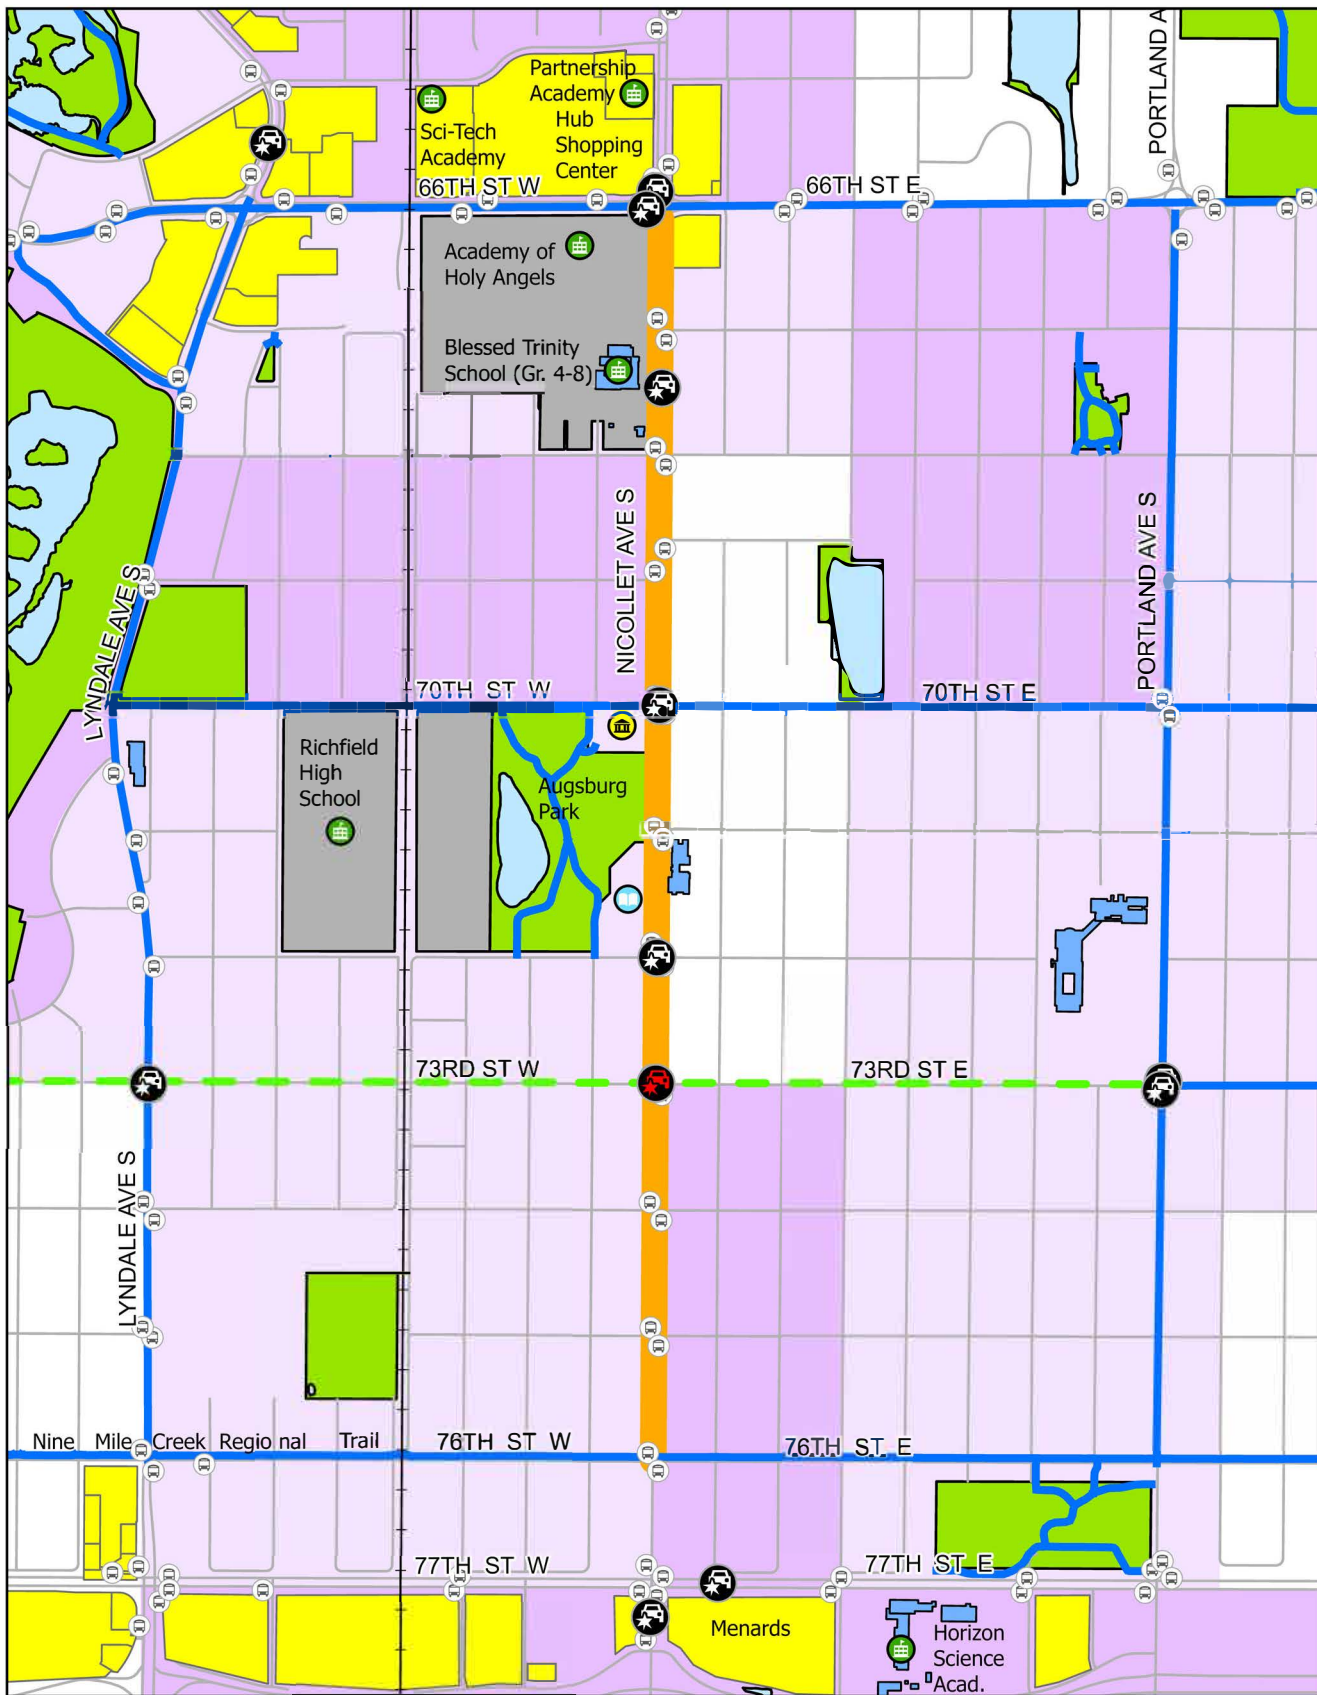 PORTLAND A
Partnership
Academy
Hub
Shopping
Center
Sci-Tech
Academy
66TH ST W
66TH ST E
Academy of
Holy Angels
Blessed Trinity
School (Gr. 4-8)
NICOLLET AVE S
PORTLAND AVE S
LYNDALE AVE S
70TH ST W
70TH ST E
Richfield
High
School
Augsburg
Park
73RD ST W
73RD ST E
LYNDALE AVE S
Nine Mile Creek Regional Trail
76TH ST W
76TH ST E
77TH ST W
77TH ST E
Menards
Horizon
Science
Acad.